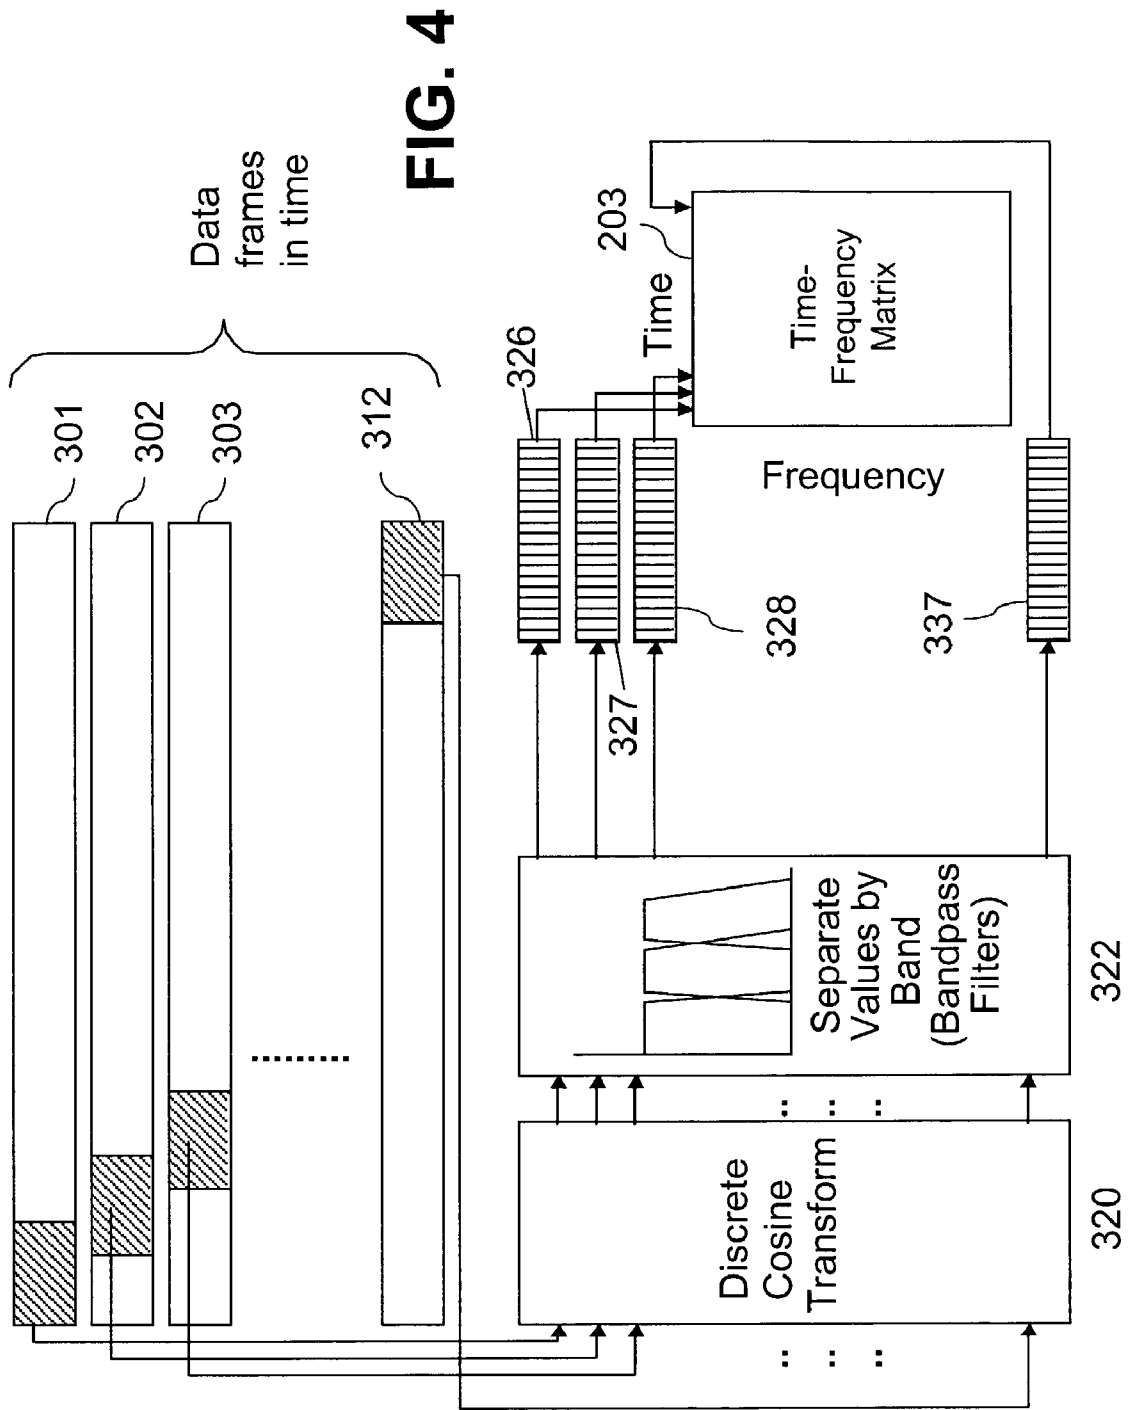 301
302
303
312
Data
frames
in time
FIG. 4
Discrete
Cosine
Transform
320
Separate
Values by
Band
(Bandpass
Filters)
322
326
327
328
337
Time
Frequency
203
Time-
Frequency
Matrix